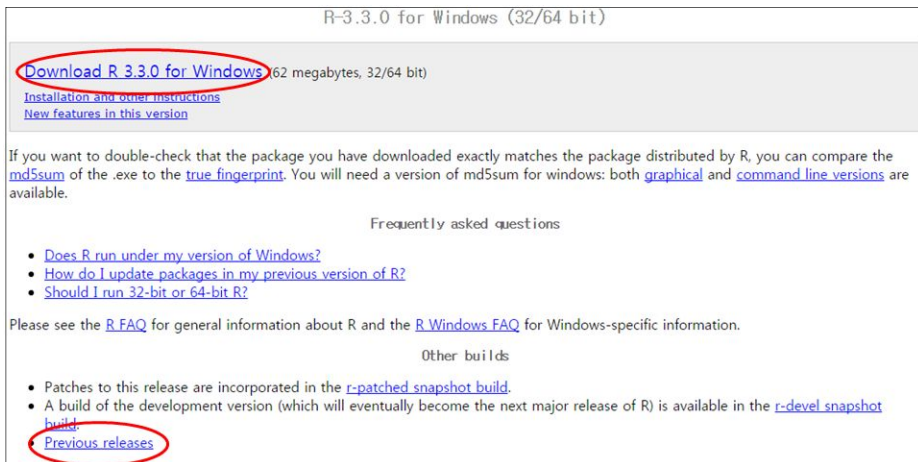 R-3.3.0 for Windows (32/64 bit)
Download R 3.3.0 for Windows (62 megabytes, 32/64 bit)
Installation and other instructions
New features in this version
If you want to double-check that the package you have downloaded exactly matches the package distributed by R, you can compare the
md5sum of the .exe to the true fingerprint. You will need a version of md5sum for windows: both graphical and command line versions are
available.
Frequently asked questions
• Does R run under my version of Windows?
• How do I update packages in my previous version of R?
• Should I run 32-bit or 64-bit R?
Please see the R FAQ for general information about R and the R Windows FAQ for Windows-specific information.
Other builds
• Patches to this release are incorporated in the r-patched snapshot build.
• A build of the development version (which will eventually become the next major release of R) is available in the r-devel snapshot
build.
• Previous releases